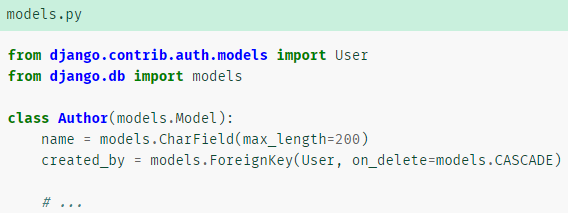 models.py
from django.contrib.auth.models import User
from django.db import models
class Author(models.Model):
    name = models.CharField(max_length=200)
    created_by = models.ForeignKey(User, on_delete=models.CASCADE)
    # ...